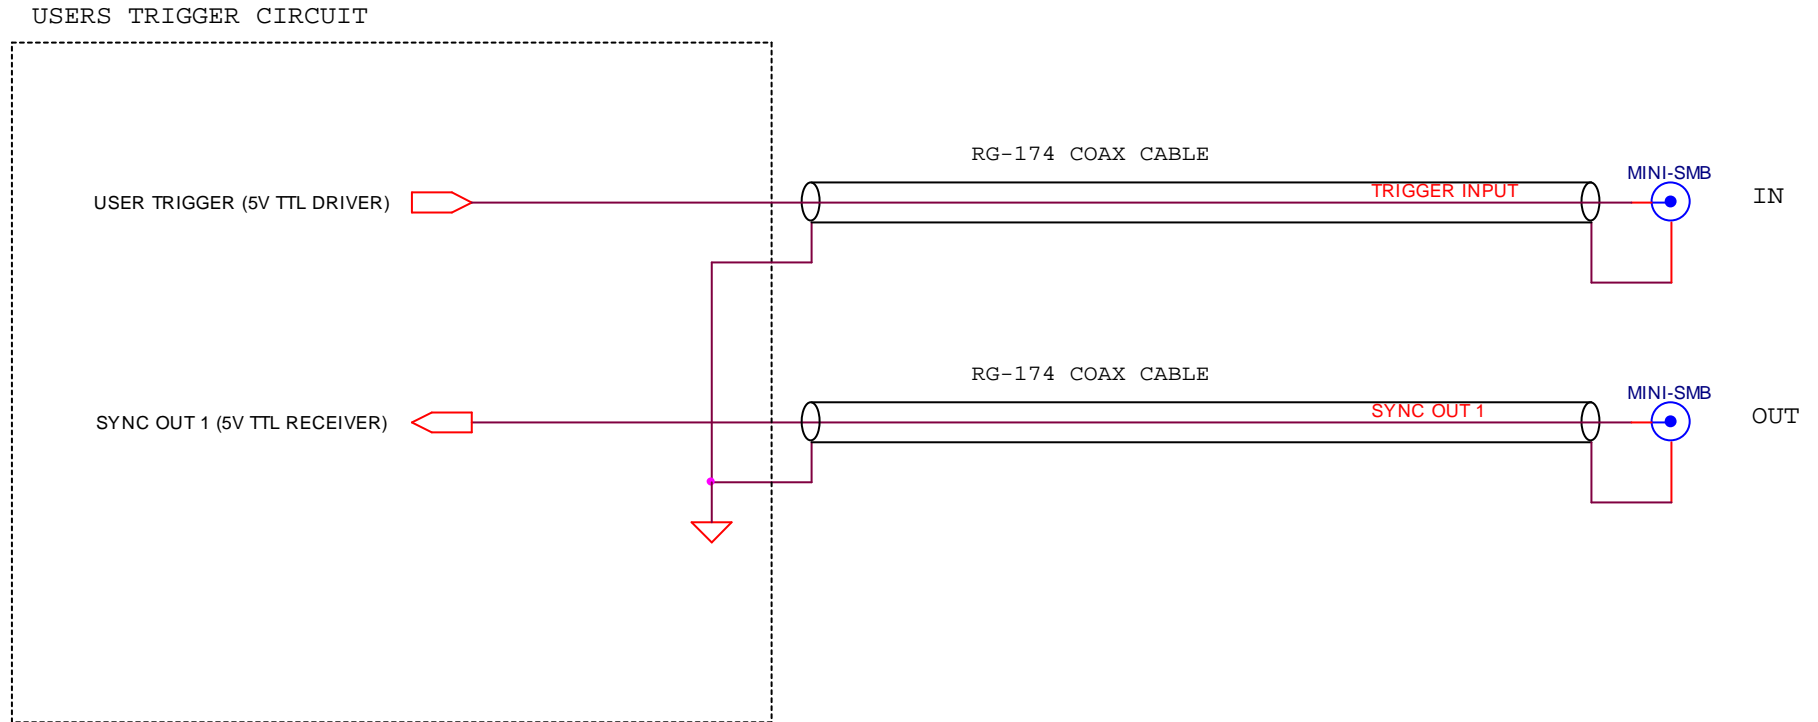 USERS TRIGGER CIRCUIT
RG-174 COAX CABLE
MINI-SMB
TRIGGER INPUT
IN
USER TRIGGER (5V TTL DRIVER)
RG-174 COAX CABLE
MINI-SMB
SYNC OUT 1
OUT
SYNC OUT 1 (5V TTL RECEIVER)